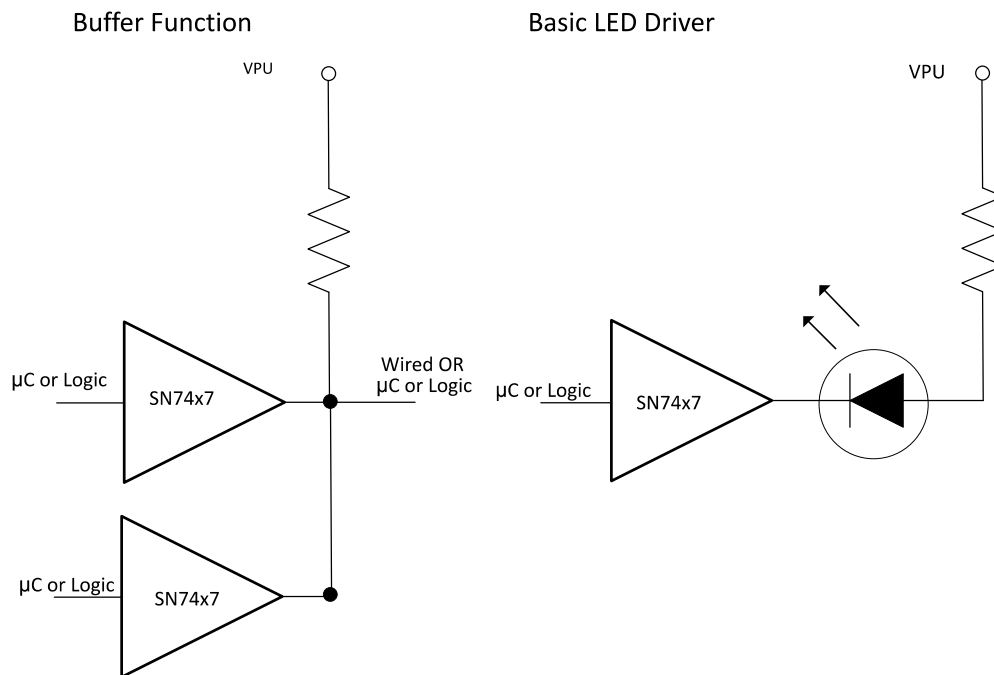 Buffer Function
VPU
µC or Logic
SN74x7
Wired OR
µC or Logic
µC or Logic
SN74x7
Basic LED Driver
VPU
µC or Logic
SN74x7